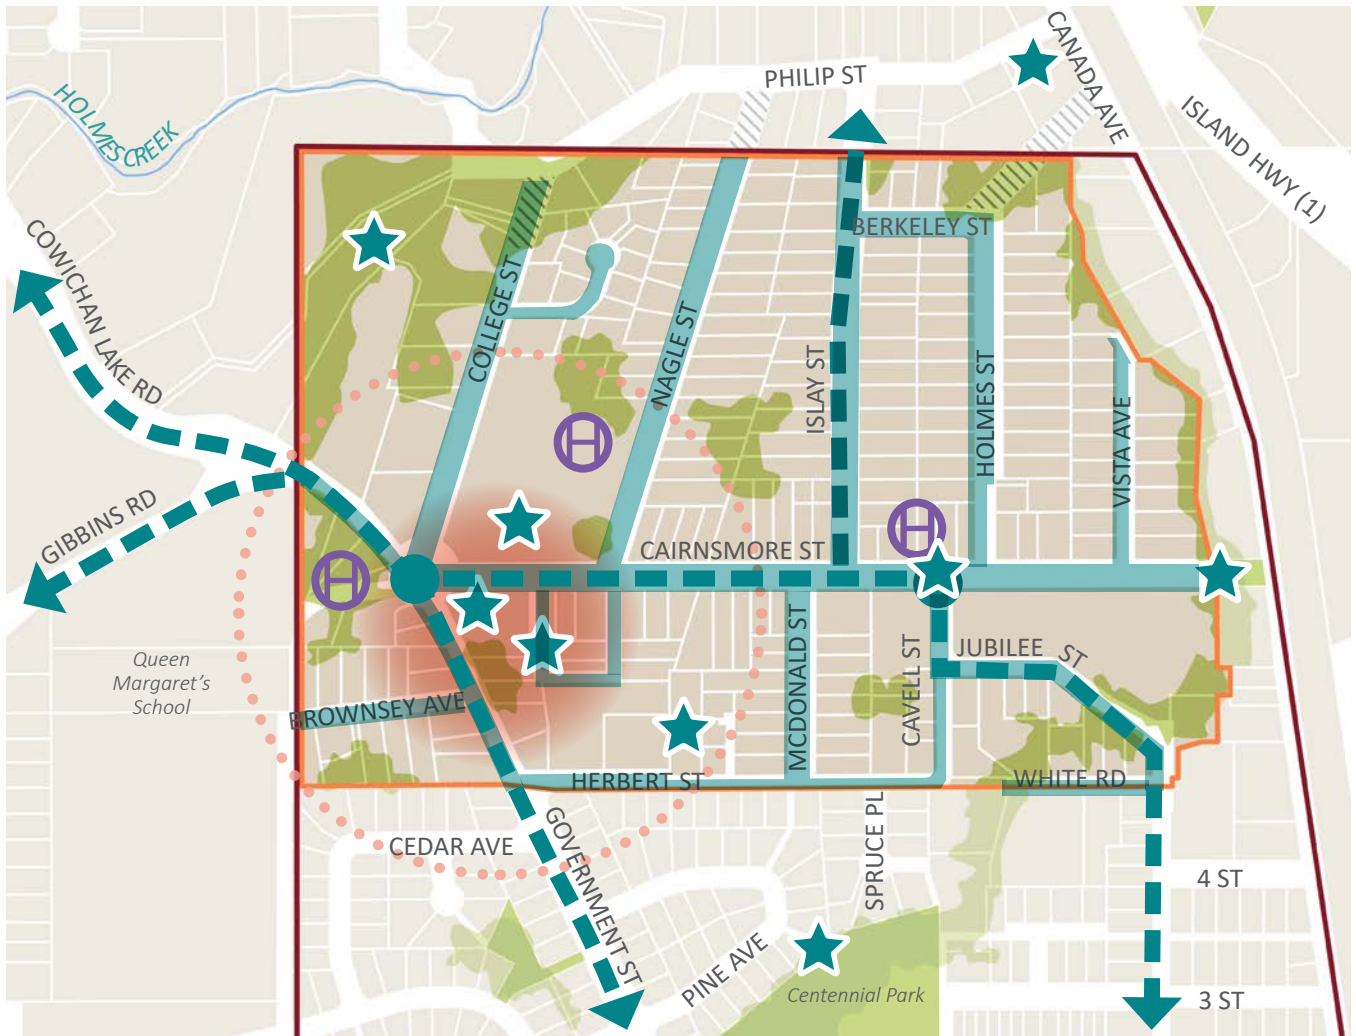 PHILIP ST
CANADA AVE
ISLAND HWY (1)
HOLMES CREEK
COWICHAN LAKE RD
BERKELEY ST
COLLEGE ST
NAGLE ST
ISLAY ST
HOLMES ST
VISTA AVE
GIBBINS RD
H
H
H
CAIRNSMORE ST
Queen
Margaret's
School
BROWNSEY AVE
MCDONALD ST
CAVELL ST
JUBILEE ST
HERBERT ST
WHITE RD
CEDAR AVE
GOVERNMENT ST
SPRUCE PL
4 ST
PINE AVE
Centennial Park
3 ST